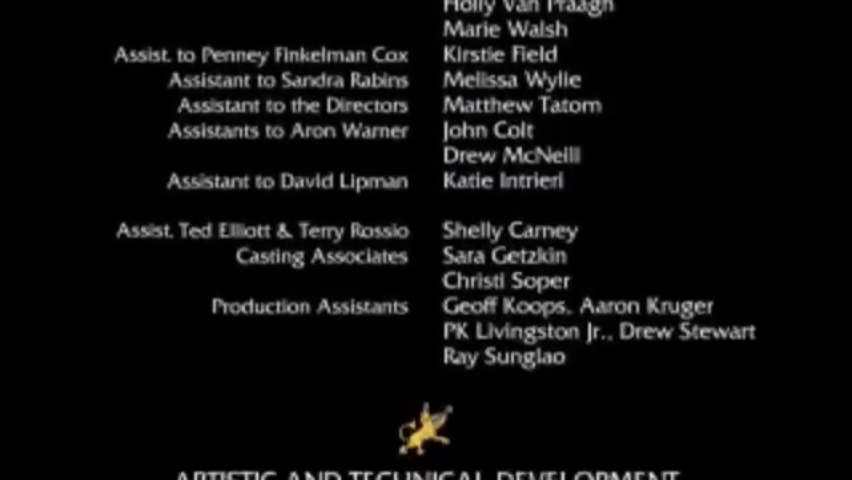 Holly Van Praagh
Marie Walsh
Assist. to Penney Finkelman Cox Kirstie Field
Assistant to Sandra Rabins Melissa Wylie
Assistant to the Directors Matthew Tatom
Assistants to Aron Warner John Colt
Drew McNeill
Assistant to David Lipman Katie Intrieri
Assist. Ted Elliott & Terry Rossio Shelly Carney
Casting Associates Sara Getzkin
Christi Soper
Production Assistants Geoff Koops, Aaron Kruger
PK Livingston Jr., Drew Stewart
Ray Sunglao
ARTISTIC AND TECHNICAL DEVELOPMENT